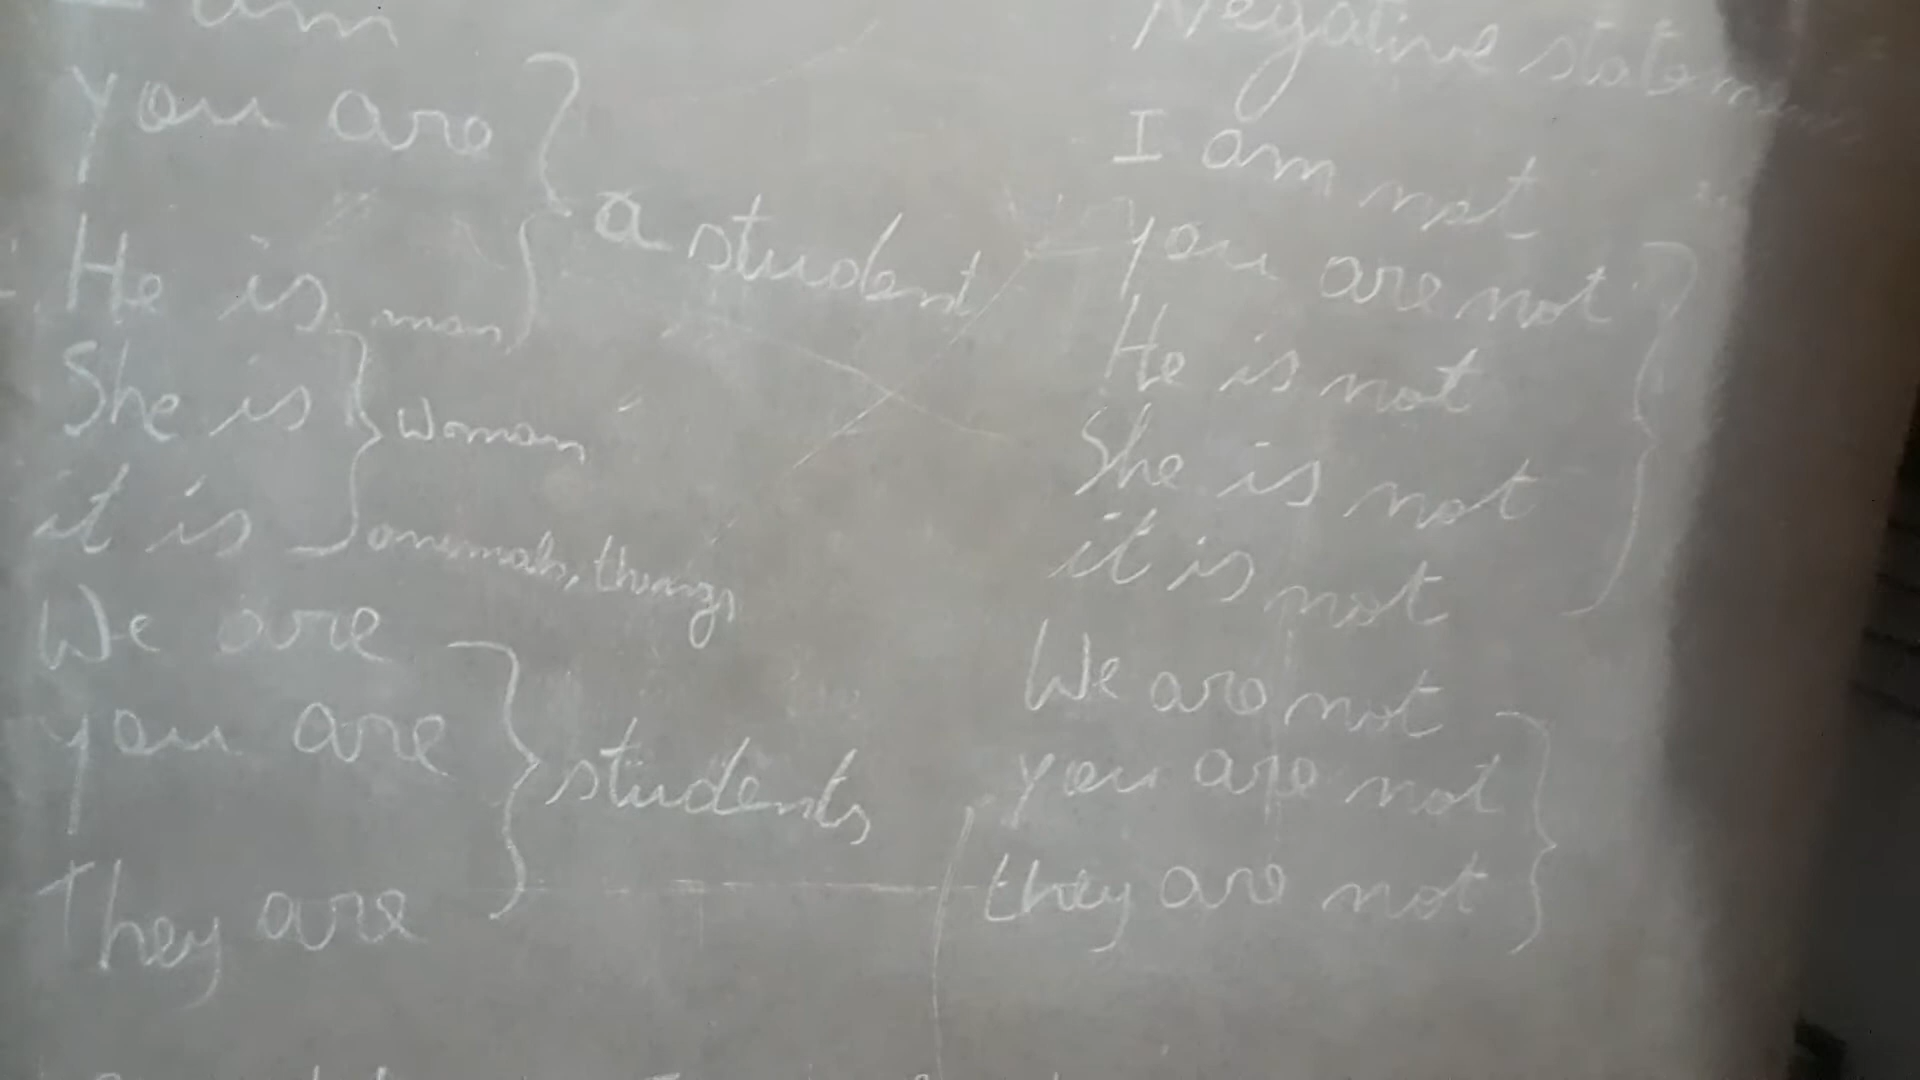 I am
you are
a student
He is man
She is woman
it is animals, things
We are
you are
students
They are
Negative statem
I am not
you are not
He is not
She is not
it is not
We are not
you are not
they are not